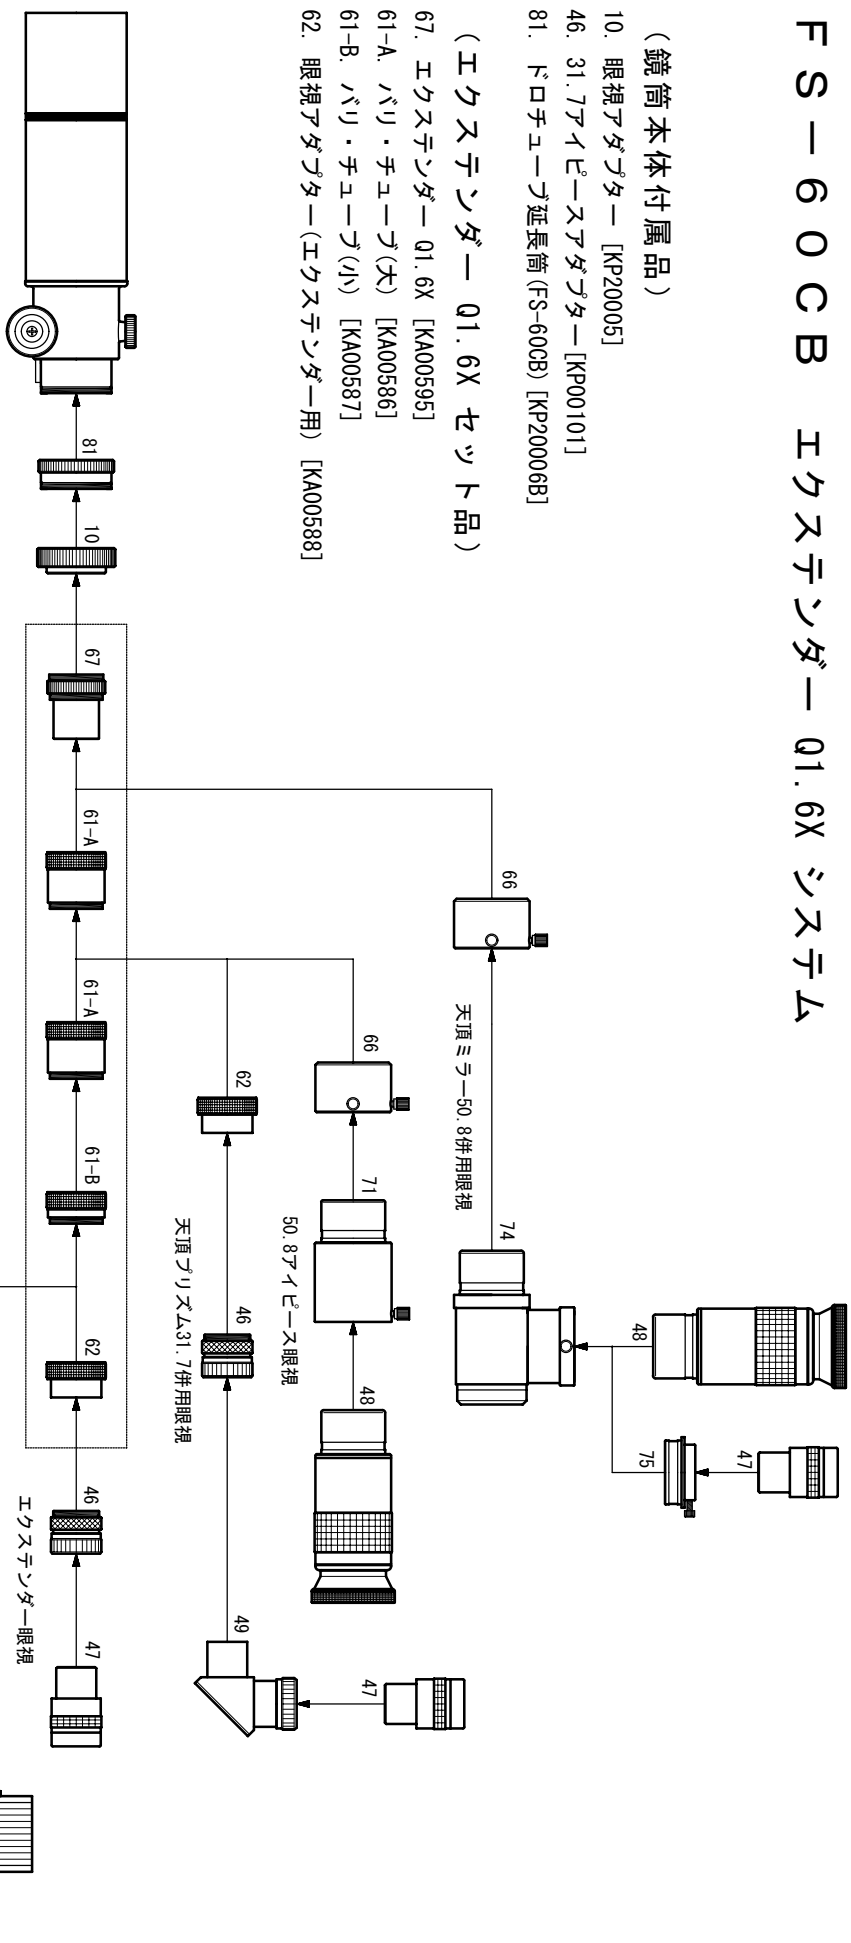 FS-60CB エクステンダー Q1.6X システム
(鏡筒本体付属品)
10. 眼視アダプター [KP20005]
46. 31.7アイピースアダプター[KP00101]
81. ドロチューブ延長筒(FS-60CB)[KP20006B]
(エクステンダー Q1.6X セット品)
67. エクステンダー Q1.6X [KA00595]
61-A. バリ・チューブ(大) [KA00586]
61-B. バリ・チューブ(小) [KA00587]
62. 眼視アダプター(エクステンダー用) [KA00588]
48
75
47
66
74
天頂ミラー50.8併用眼視
66
71
48
50.8アイピース眼視
47
62
46
49
天頂プリズム31.7併用眼視
81
10
67
61-A
61-A
61-B
62
46
47
エクステンダー眼視